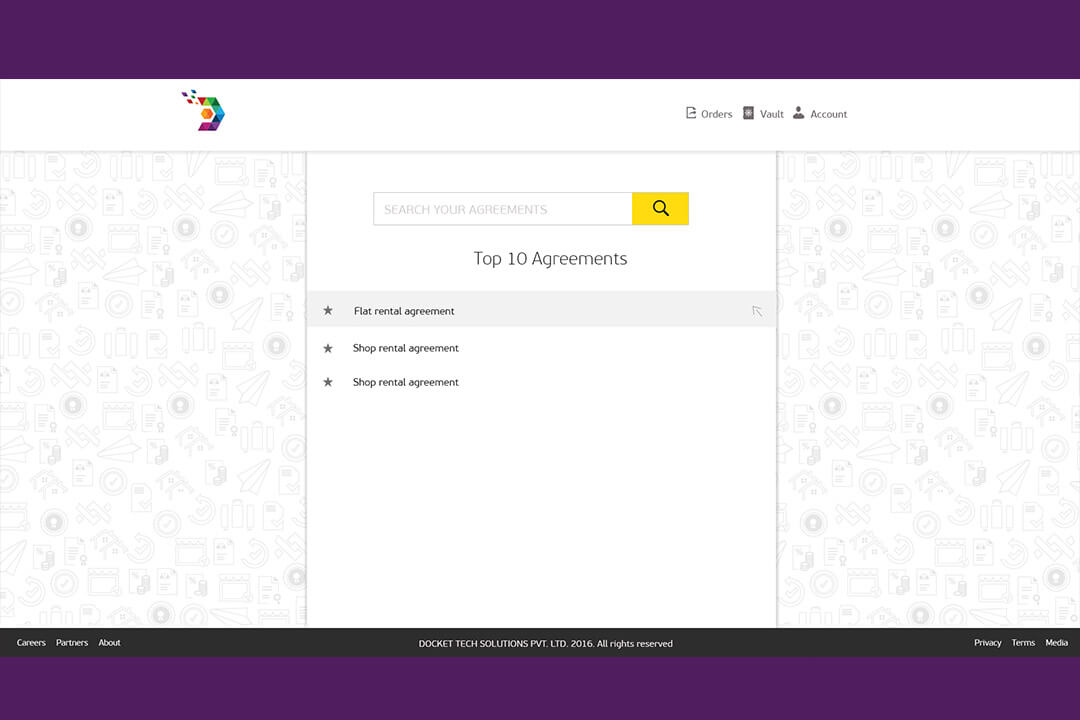 Orders Vault Account
SEARCH YOUR AGREEMENTS
Top 10 Agreements
Flat rental agreement
Shop rental agreement
Shop rental agreement
Careers Partners About
DOCKET TECH SOLUTIONS PVT. LTD. 2016. All rights reserved
Privacy Terms Media